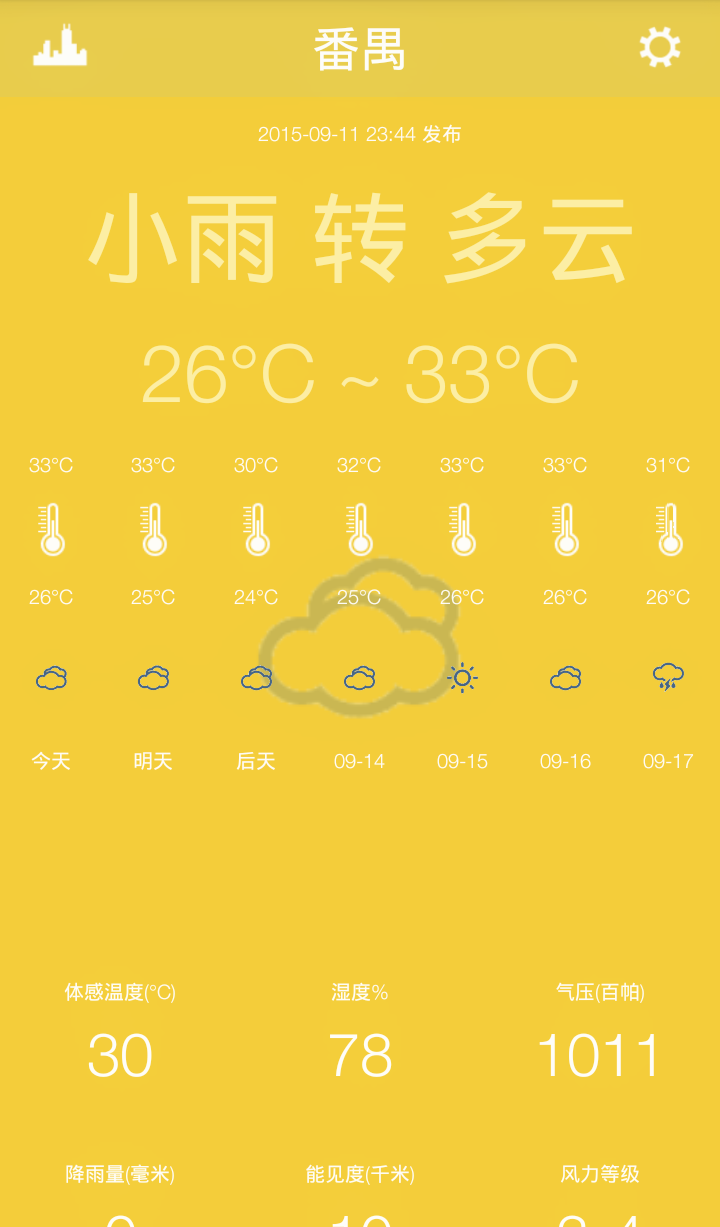 番禺
2015-09-11 23:44 发布
小雨 转 多云
26°C ~ 33°C
33°C 33°C 30°C 32°C 33°C 33°C 31°C
26°C 25°C 24°C 25°C 26°C 26°C 26°C
今天 明天 后天 09-14 09-15 09-16 09-17
体感温度(°C) 湿度% 气压(百帕)
30 78 1011
降雨量(毫米) 能见度(千米) 风力等级